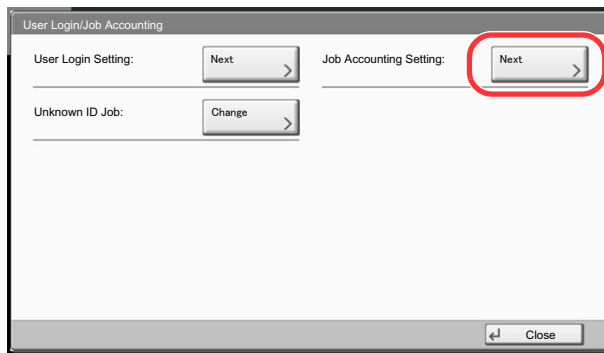 User Login/Job Accounting
User Login Setting:
Next
Job Accounting Setting:
Next
Unknown ID Job:
Change
Close